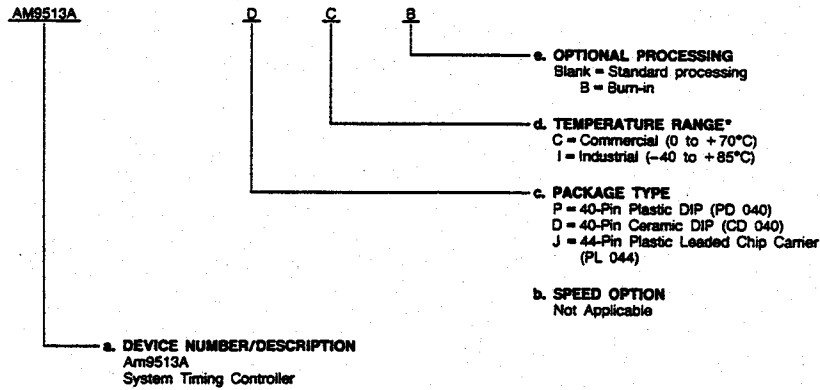 AM9513A D C B
e. OPTIONAL PROCESSING
Blank = Standard processing
B = Burn-in
d. TEMPERATURE RANGE*
C = Commercial (0 to +70°C)
I = Industrial (–40 to +85°C)
c. PACKAGE TYPE
P = 40-Pin Plastic DIP (PD 040)
D = 40-Pin Ceramic DIP (CD 040)
J = 44-Pin Plastic Leaded Chip Carrier
(PL 044)
b. SPEED OPTION
Not Applicable
a. DEVICE NUMBER/DESCRIPTION
Am9513A
System Timing Controller